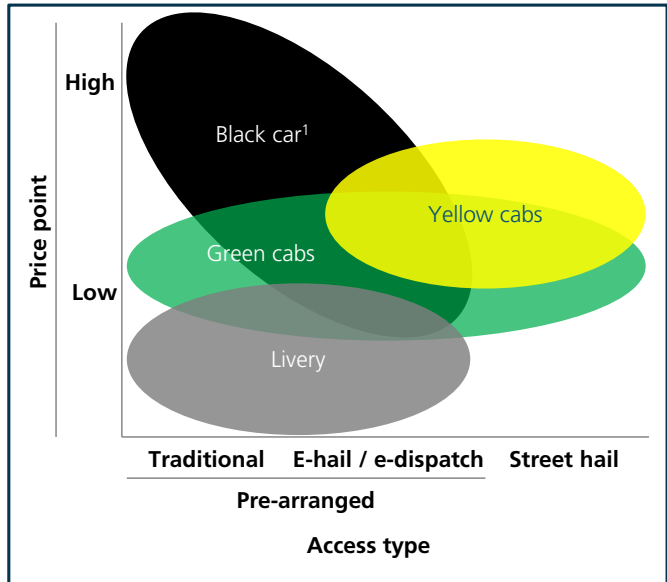 High
Black car¹
Yellow cabs
Price point
Green cabs
Low
Livery
Traditional
E-hail / e-dispatch
Street hail
Pre-arranged
Access type